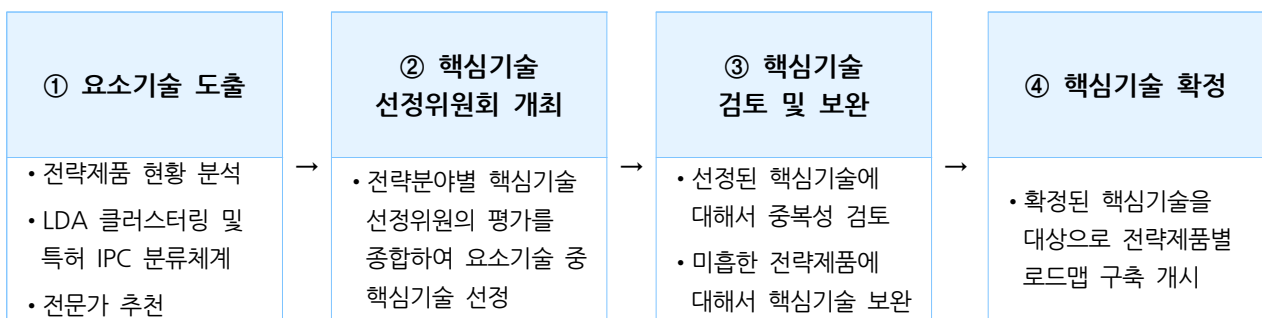 ① 요소기술 도출
• 전략제품 현황 분석
• LDA 클러스터링 및
특허 IPC 분류체계
• 전문가 추천
→
② 핵심기술
선정위원회 개최
• 전략분야별 핵심기술
선정위원의 평가를
종합하여 요소기술 중
핵심기술 선정
→
③ 핵심기술
검토 및 보완
• 선정된 핵심기술에
대해서 중복성 검토
• 미흡한 전략제품에
대해서 핵심기술 보완
→
④ 핵심기술 확정
• 확정된 핵심기술을
대상으로 전략제품별
로드맵 구축 개시